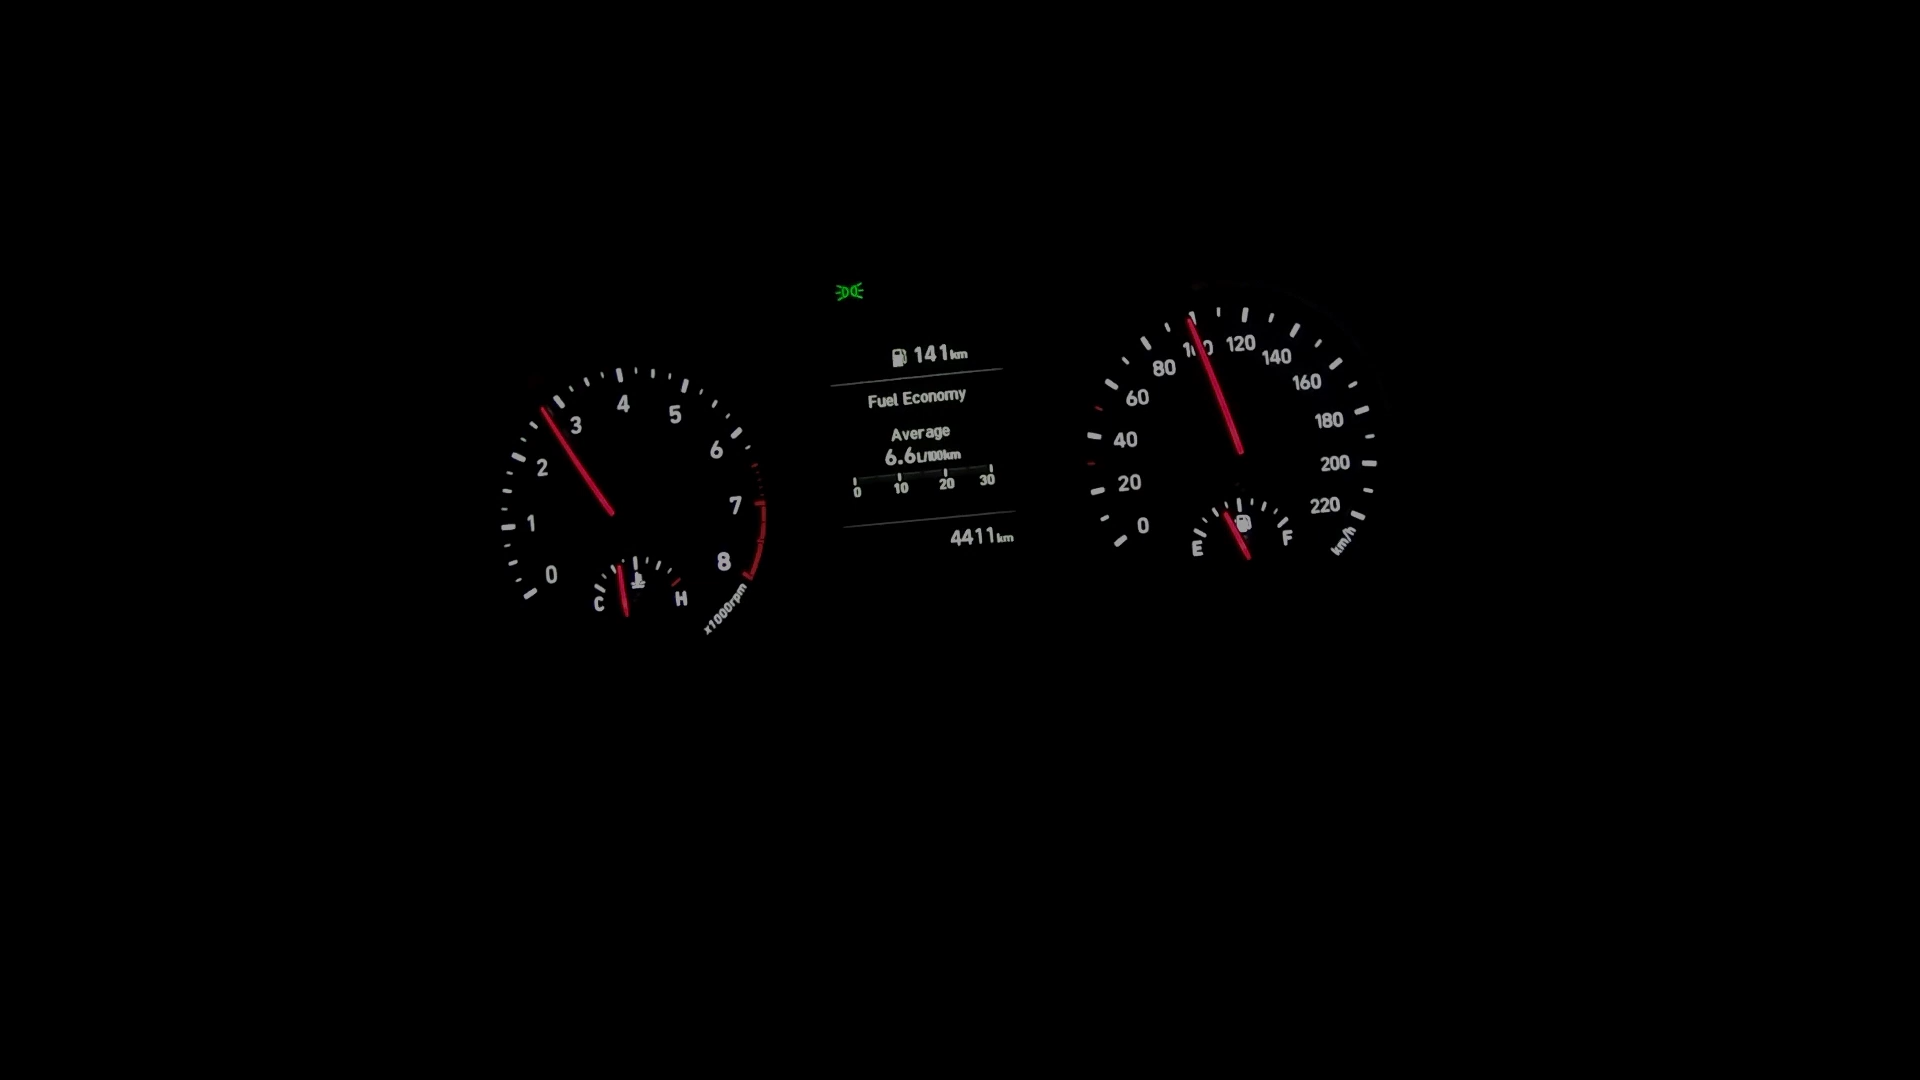 141km
Fuel Economy
Average
6.6L/100km
0 10 20 30
4411km
0 1 2 3 4 5 6 7 8
x1000rpm
C H
0 20 40 60 80 100 120 140 160 180 200 220
km/h
E F